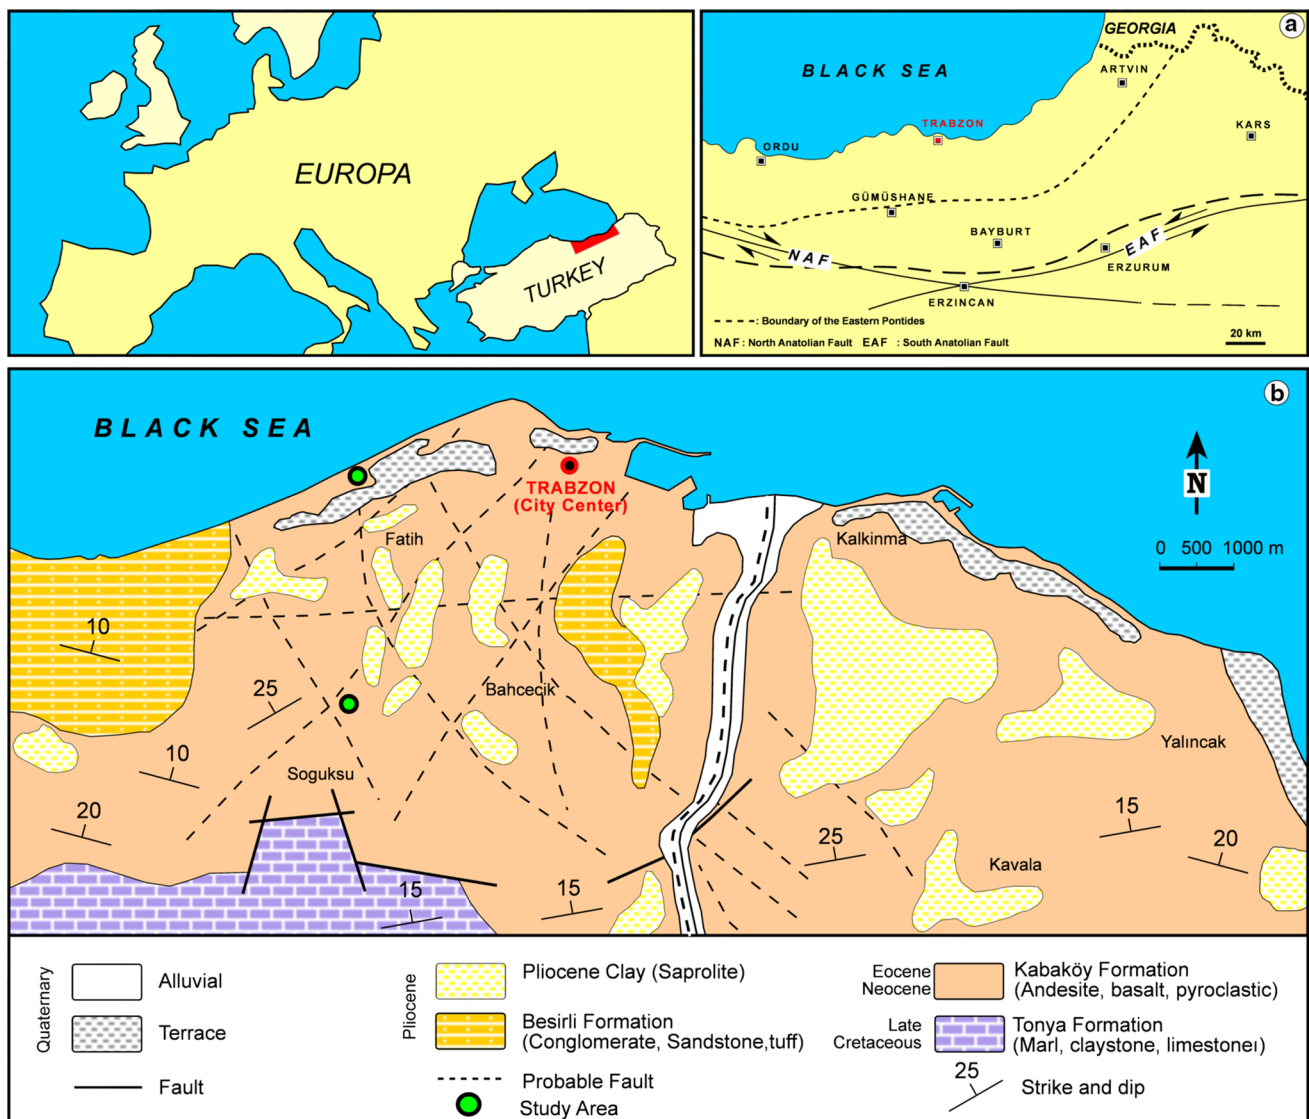 EUROPA
TURKEY
a
GEORGIA
BLACK SEA
ARTVIN
TRABZON
KARS
ORDU
GÜMÜSHANE
BAYBURT
NAF
EAF
ERZURUM
ERZINCAN
: Boundary of the Eastern Pontides
NAF : North Anatolian Fault EAF : South Anatolian Fault
20 km
b
BLACK SEA
N
TRABZON
(City Center)
Fatih
Kalkinma
0 500 1000 m
10
25
Bahcecik
10
Soguksu
Yalıncak
20
15
25
20
Kavala
15
15
Quaternary
Alluvial
Terrace
Fault
Pliocene
Pliocene Clay (Saprolite)
Besirli Formation
(Conglomerate, Sandstone,tuff)
Probable Fault
Study Area
Eocene
Neocene
Kabaköy Formation
(Andesite, basalt, pyroclastic)
Late
Cretaceous
Tonya Formation
(Marl, claystone, limestoneı)
25
Strike and dip